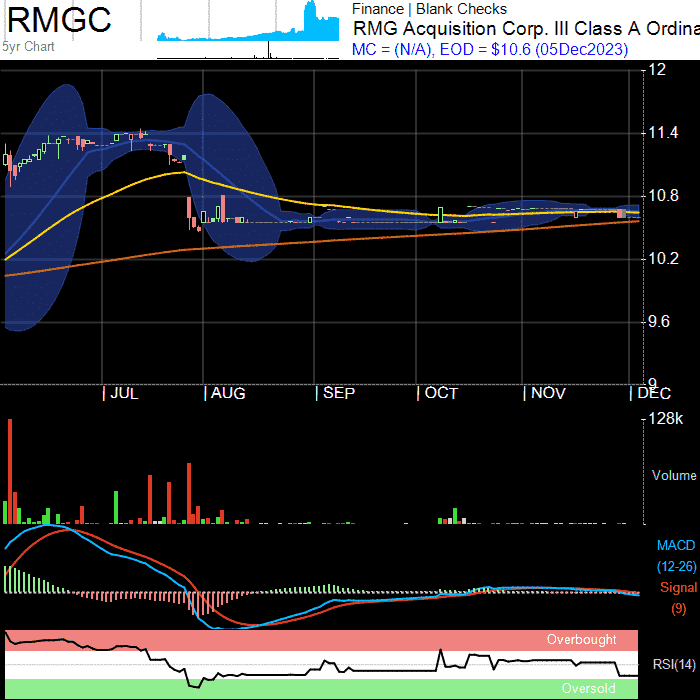 RMGC
5yr Chart
Finance | Blank Checks
RMG Acquisition Corp. III Class A Ordina
MC = (N/A), EOD = $10.6 (05Dec2023)
12
11.4
10.8
10.2
9.6
9
JUL
AUG
SEP
OCT
NOV
DEC
128k
Volume
MACD
(12-26)
Signal
(9)
Overbought
RSI(14)
Oversold